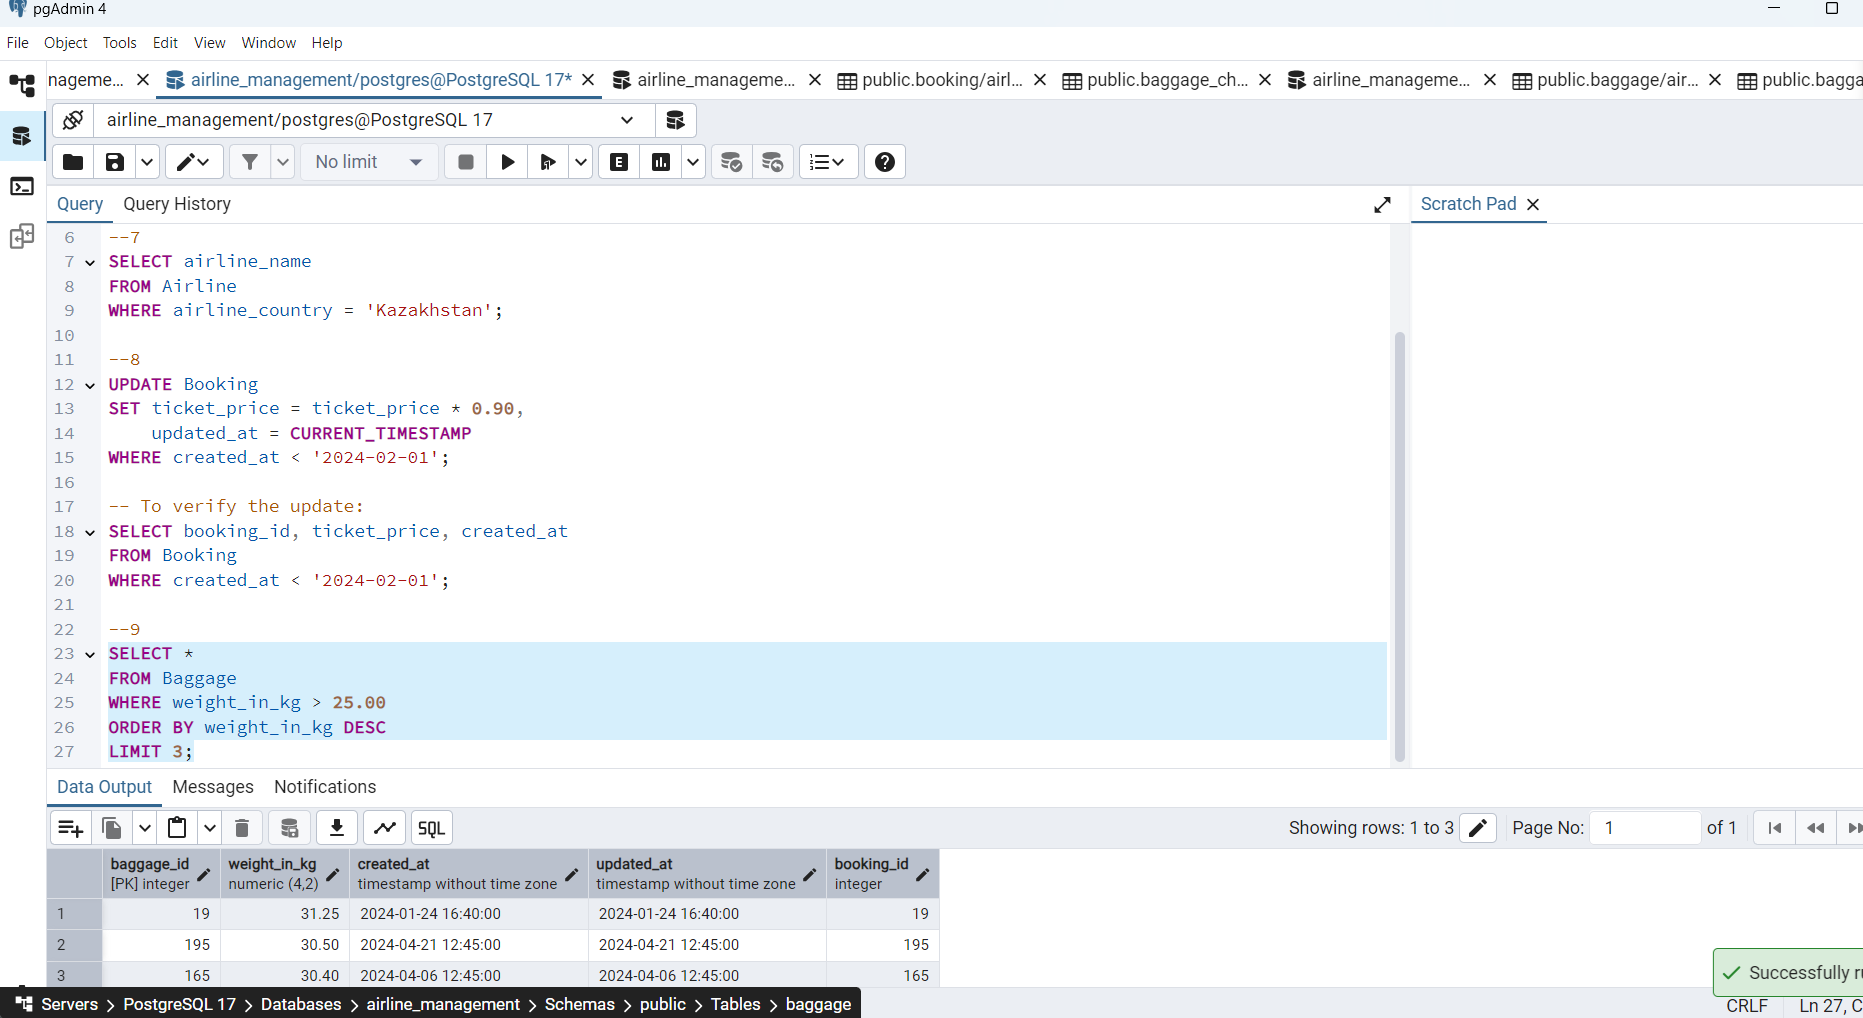 pgAdmin 4
File Object Tools Edit View Window Help
nageme... airline_management/postgres@PostgreSQL 17* airline_manageme... public.booking/airl... public.baggage_ch... airline_manageme... public.baggage/air... public.bagga
airline_management/postgres@PostgreSQL 17
No limit
Query Query History Scratch Pad
6 --7
7 SELECT airline_name
8 FROM Airline
9 WHERE airline_country = 'Kazakhstan';
10
11 --8
12 UPDATE Booking
13 SET ticket_price = ticket_price * 0.90,
14 updated_at = CURRENT_TIMESTAMP
15 WHERE created_at < '2024-02-01';
16
17 -- To verify the update:
18 SELECT booking_id, ticket_price, created_at
19 FROM Booking
20 WHERE created_at < '2024-02-01';
21
22 --9
23 SELECT *
24 FROM Baggage
25 WHERE weight_in_kg > 25.00
26 ORDER BY weight_in_kg DESC
27 LIMIT 3;
Data Output Messages Notifications
SQL Showing rows: 1 to 3 Page No: 1 of 1
baggage_id weight_in_kg created_at updated_at booking_id
[PK] integer numeric (4,2) timestamp without time zone timestamp without time zone integer
1 19 31.25 2024-01-24 16:40:00 2024-01-24 16:40:00 19
2 195 30.50 2024-04-21 12:45:00 2024-04-21 12:45:00 195
3 165 30.40 2024-04-06 12:45:00 2024-04-06 12:45:00 165
Successfully r
Servers > PostgreSQL 17 > Databases > airline_management > Schemas > public > Tables > baggage
CRLF Ln 27, C